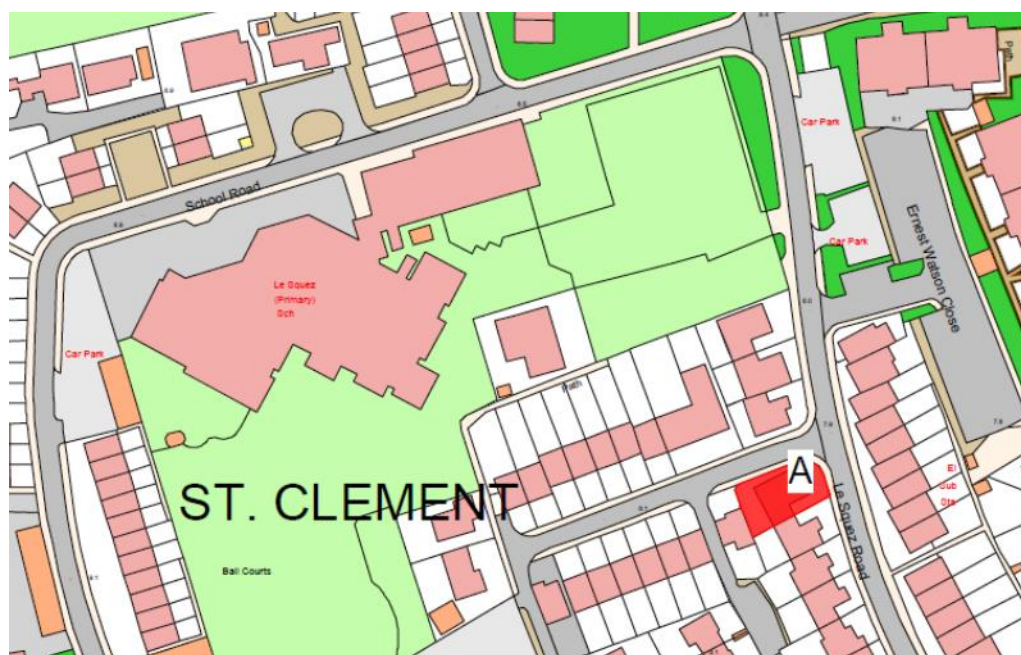 School Road
Le Squez
(Primary)
Sch
Car Park
Car Park
Car Park
Path
Path
Ernest Watson Close
El
Sub
Sta
A
Le Squez Road
ST. CLEMENT
Ball Courts